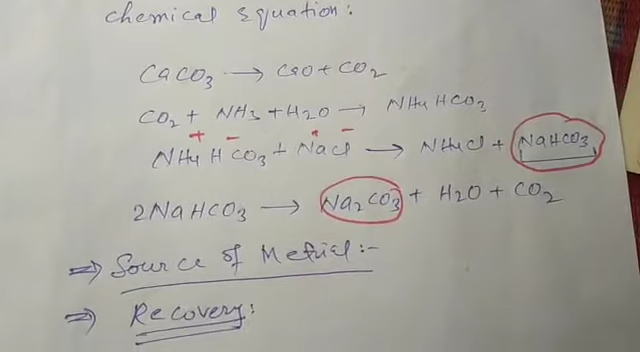 chemical Equation:
CaCO3 → CaO + CO2
CO2 + NH3 + H2O → NH4HCO3
+ - + -
NH4HCO3 + NaCl → NH4Cl + NaHCO3
2NaHCO3 → Na2CO3 + H2O + CO2
⇒ Source of Metrial:-
⇒ Recovery: